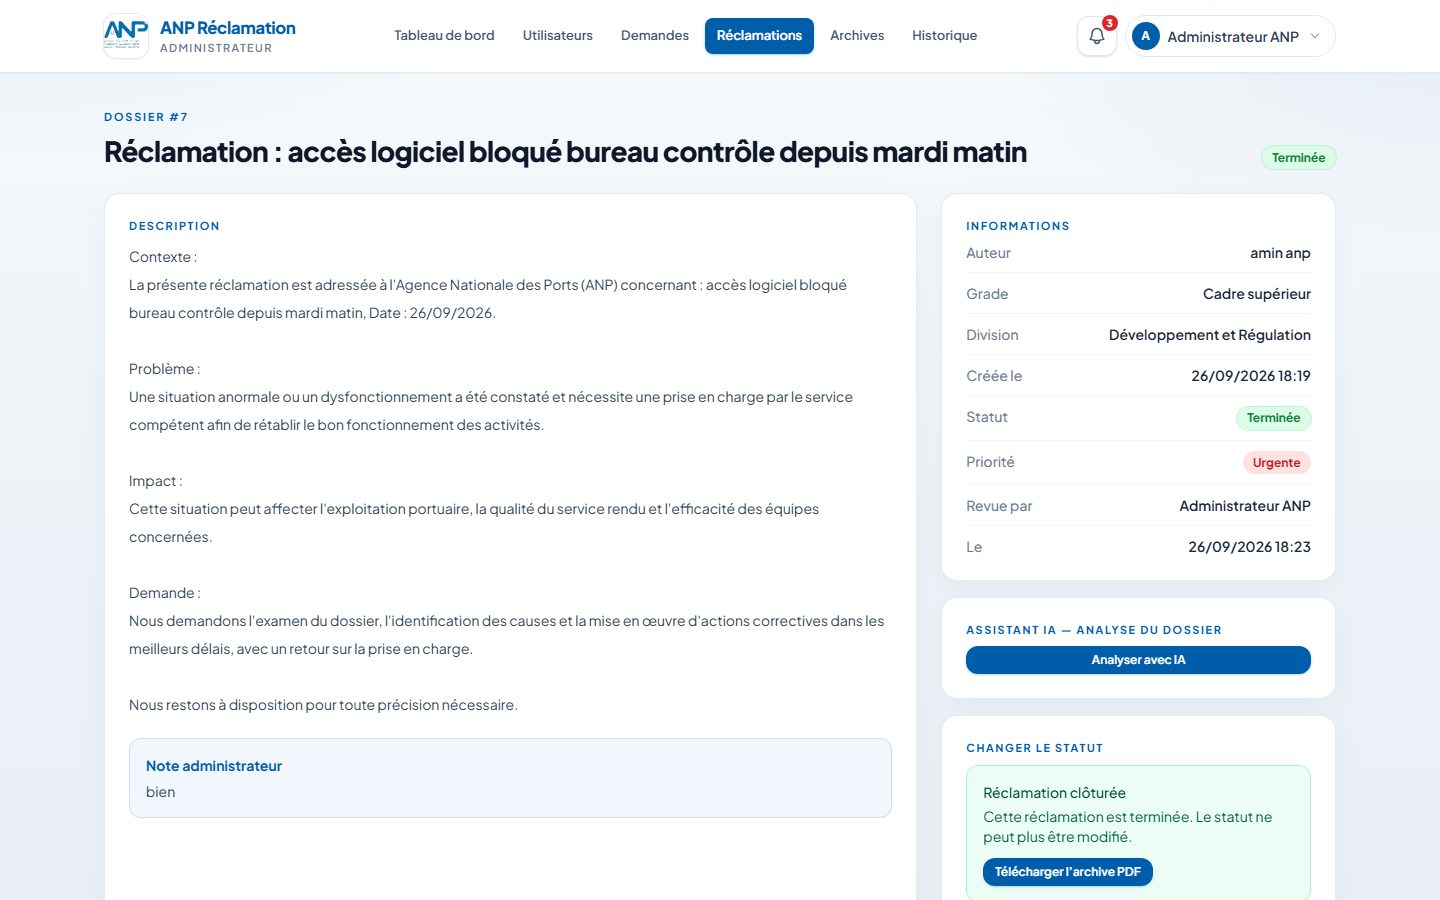 ANP
ANP Réclamation
ADMINISTRATEUR
Tableau de bord
Utilisateurs
Demandes
Réclamations
Archives
Historique
3
A
Administrateur ANP
DOSSIER #7
Réclamation : accès logiciel bloqué bureau contrôle depuis mardi matin
Terminée
DESCRIPTION
Contexte :
La présente réclamation est adressée à l'Agence Nationale des Ports (ANP) concernant : accès logiciel bloqué
bureau contrôle depuis mardi matin, Date : 26/09/2026.
Problème :
Une situation anormale ou un dysfonctionnement a été constaté et nécessite une prise en charge par le service
compétent afin de rétablir le bon fonctionnement des activités.
Impact :
Cette situation peut affecter l'exploitation portuaire, la qualité du service rendu et l'efficacité des équipes
concernées.
Demande :
Nous demandons l'examen du dossier, l'identification des causes et la mise en œuvre d'actions correctives dans les
meilleurs délais, avec un retour sur la prise en charge.
Nous restons à disposition pour toute précision nécessaire.
Note administrateur
bien
INFORMATIONS
Auteur amin anp
Grade Cadre supérieur
Division Développement et Régulation
Créée le 26/09/2026 18:19
Statut Terminée
Priorité Urgente
Revue par Administrateur ANP
Le 26/09/2026 18:23
ASSISTANT IA — ANALYSE DU DOSSIER
Analyser avec IA
CHANGER LE STATUT
Réclamation clôturée
Cette réclamation est terminée. Le statut ne
peut plus être modifié.
Télécharger l'archive PDF